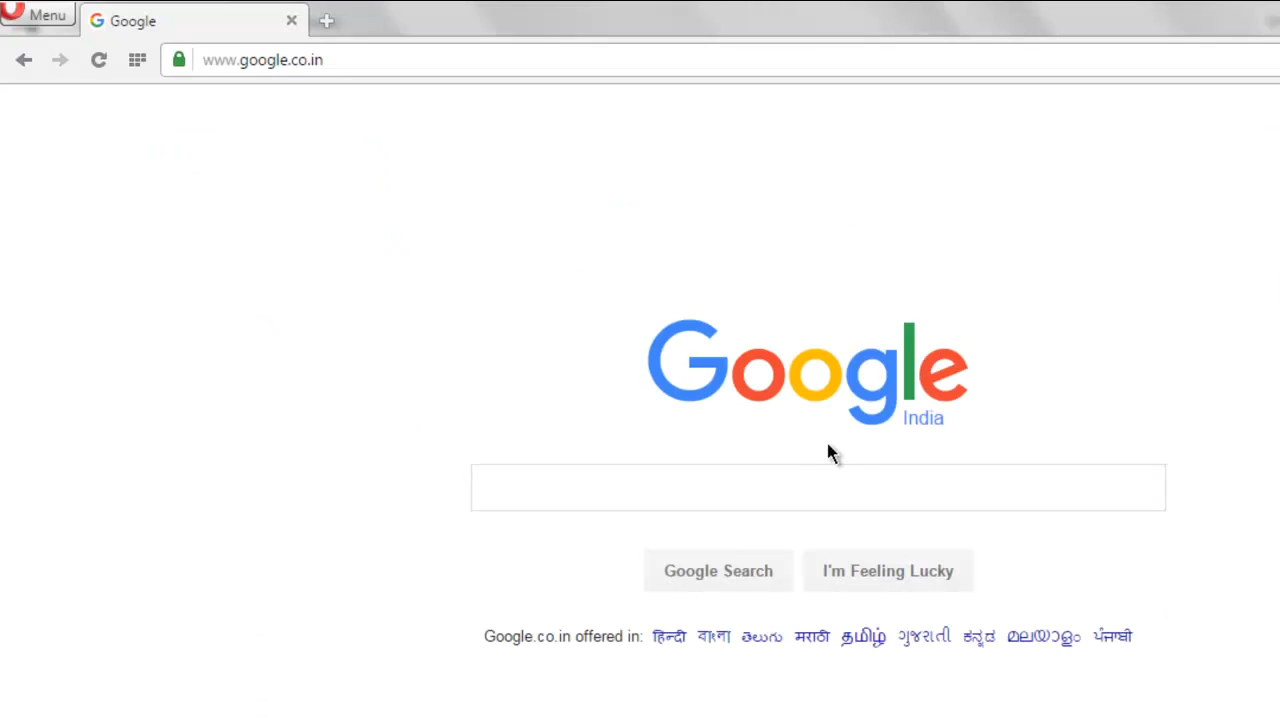 Menu
Google
www.google.co.in
Google
India
Google Search
I'm Feeling Lucky
Google.co.in offered in: हिन्दी বাংলা తెలుగు मराठी தமிழ் ગુજરાતી ಕನ್ನಡ മലയാളം ਪੰਜਾਬੀ